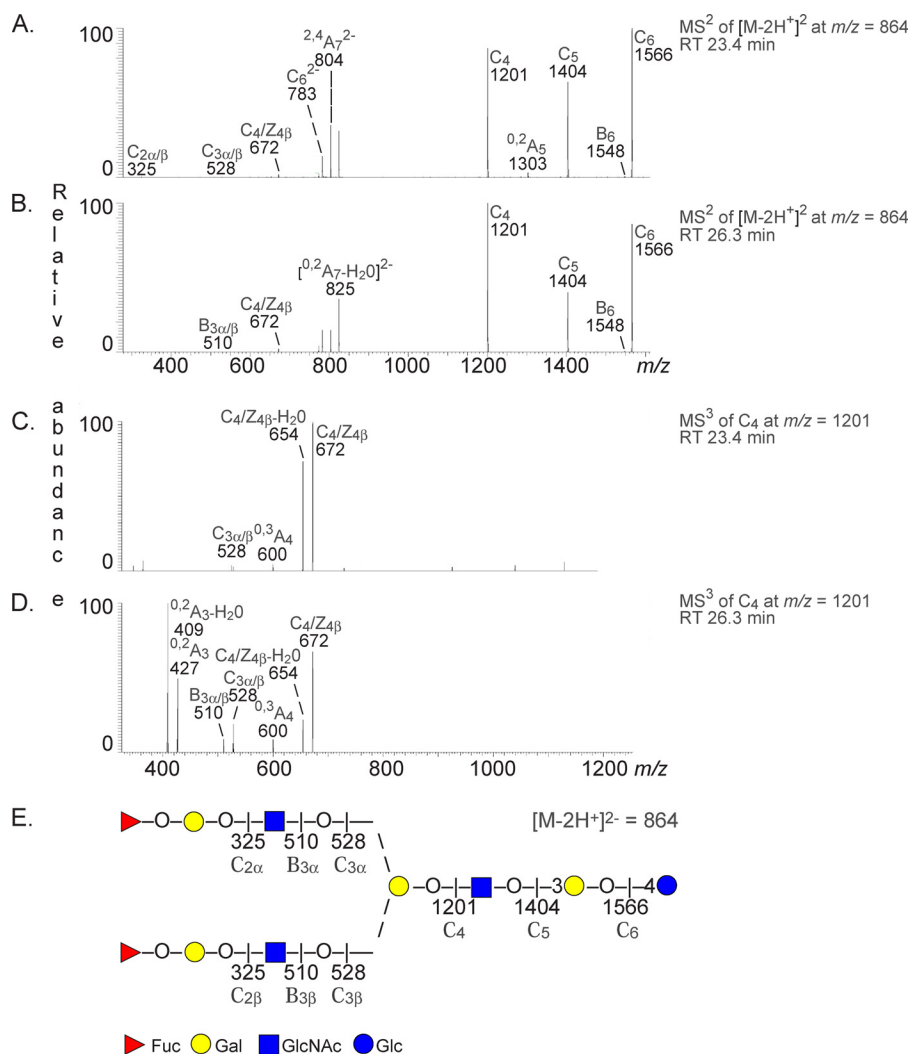 A.
100
0
2,4A7 2-
804
C6 2-
783
C4/Z4β
672
C2α/β
325
C3α/β
528
C4
1201
0,2A5
1303
C5
1404
B6
1548
C6
1566
MS2 of [M-2H+]2 at m/z = 864
RT 23.4 min
B.
Relative
100
0
[0,2A7-H20]2-
825
C4/Z4β
672
B3α/β
510
C4
1201
C5
1404
B6
1548
C6
1566
400 600 800 1000 1200 1400 m/z
MS2 of [M-2H+]2 at m/z = 864
RT 26.3 min
C.
abundanc
100
0
C4/Z4β-H20
654
C4/Z4β
672
C3α/β
528
0,3A4
600
MS3 of C4 at m/z = 1201
RT 23.4 min
D.
e
100
0
0,2A3-H20
409
0,2A3
427
C4/Z4β-H20
654
C4/Z4β
672
C3α/β
528
B3α/β
510
0,3A4
600
400 600 800 1000 1200 m/z
MS3 of C4 at m/z = 1201
RT 26.3 min
E.
[M-2H+]2- = 864
O O O
325 510 528
C2α B3α C3α
O O 3 O 4
1201 1404 1566
C4 C5 C6
O O O
325 510 528
C2β B3β C3β
Fuc Gal GlcNAc Glc